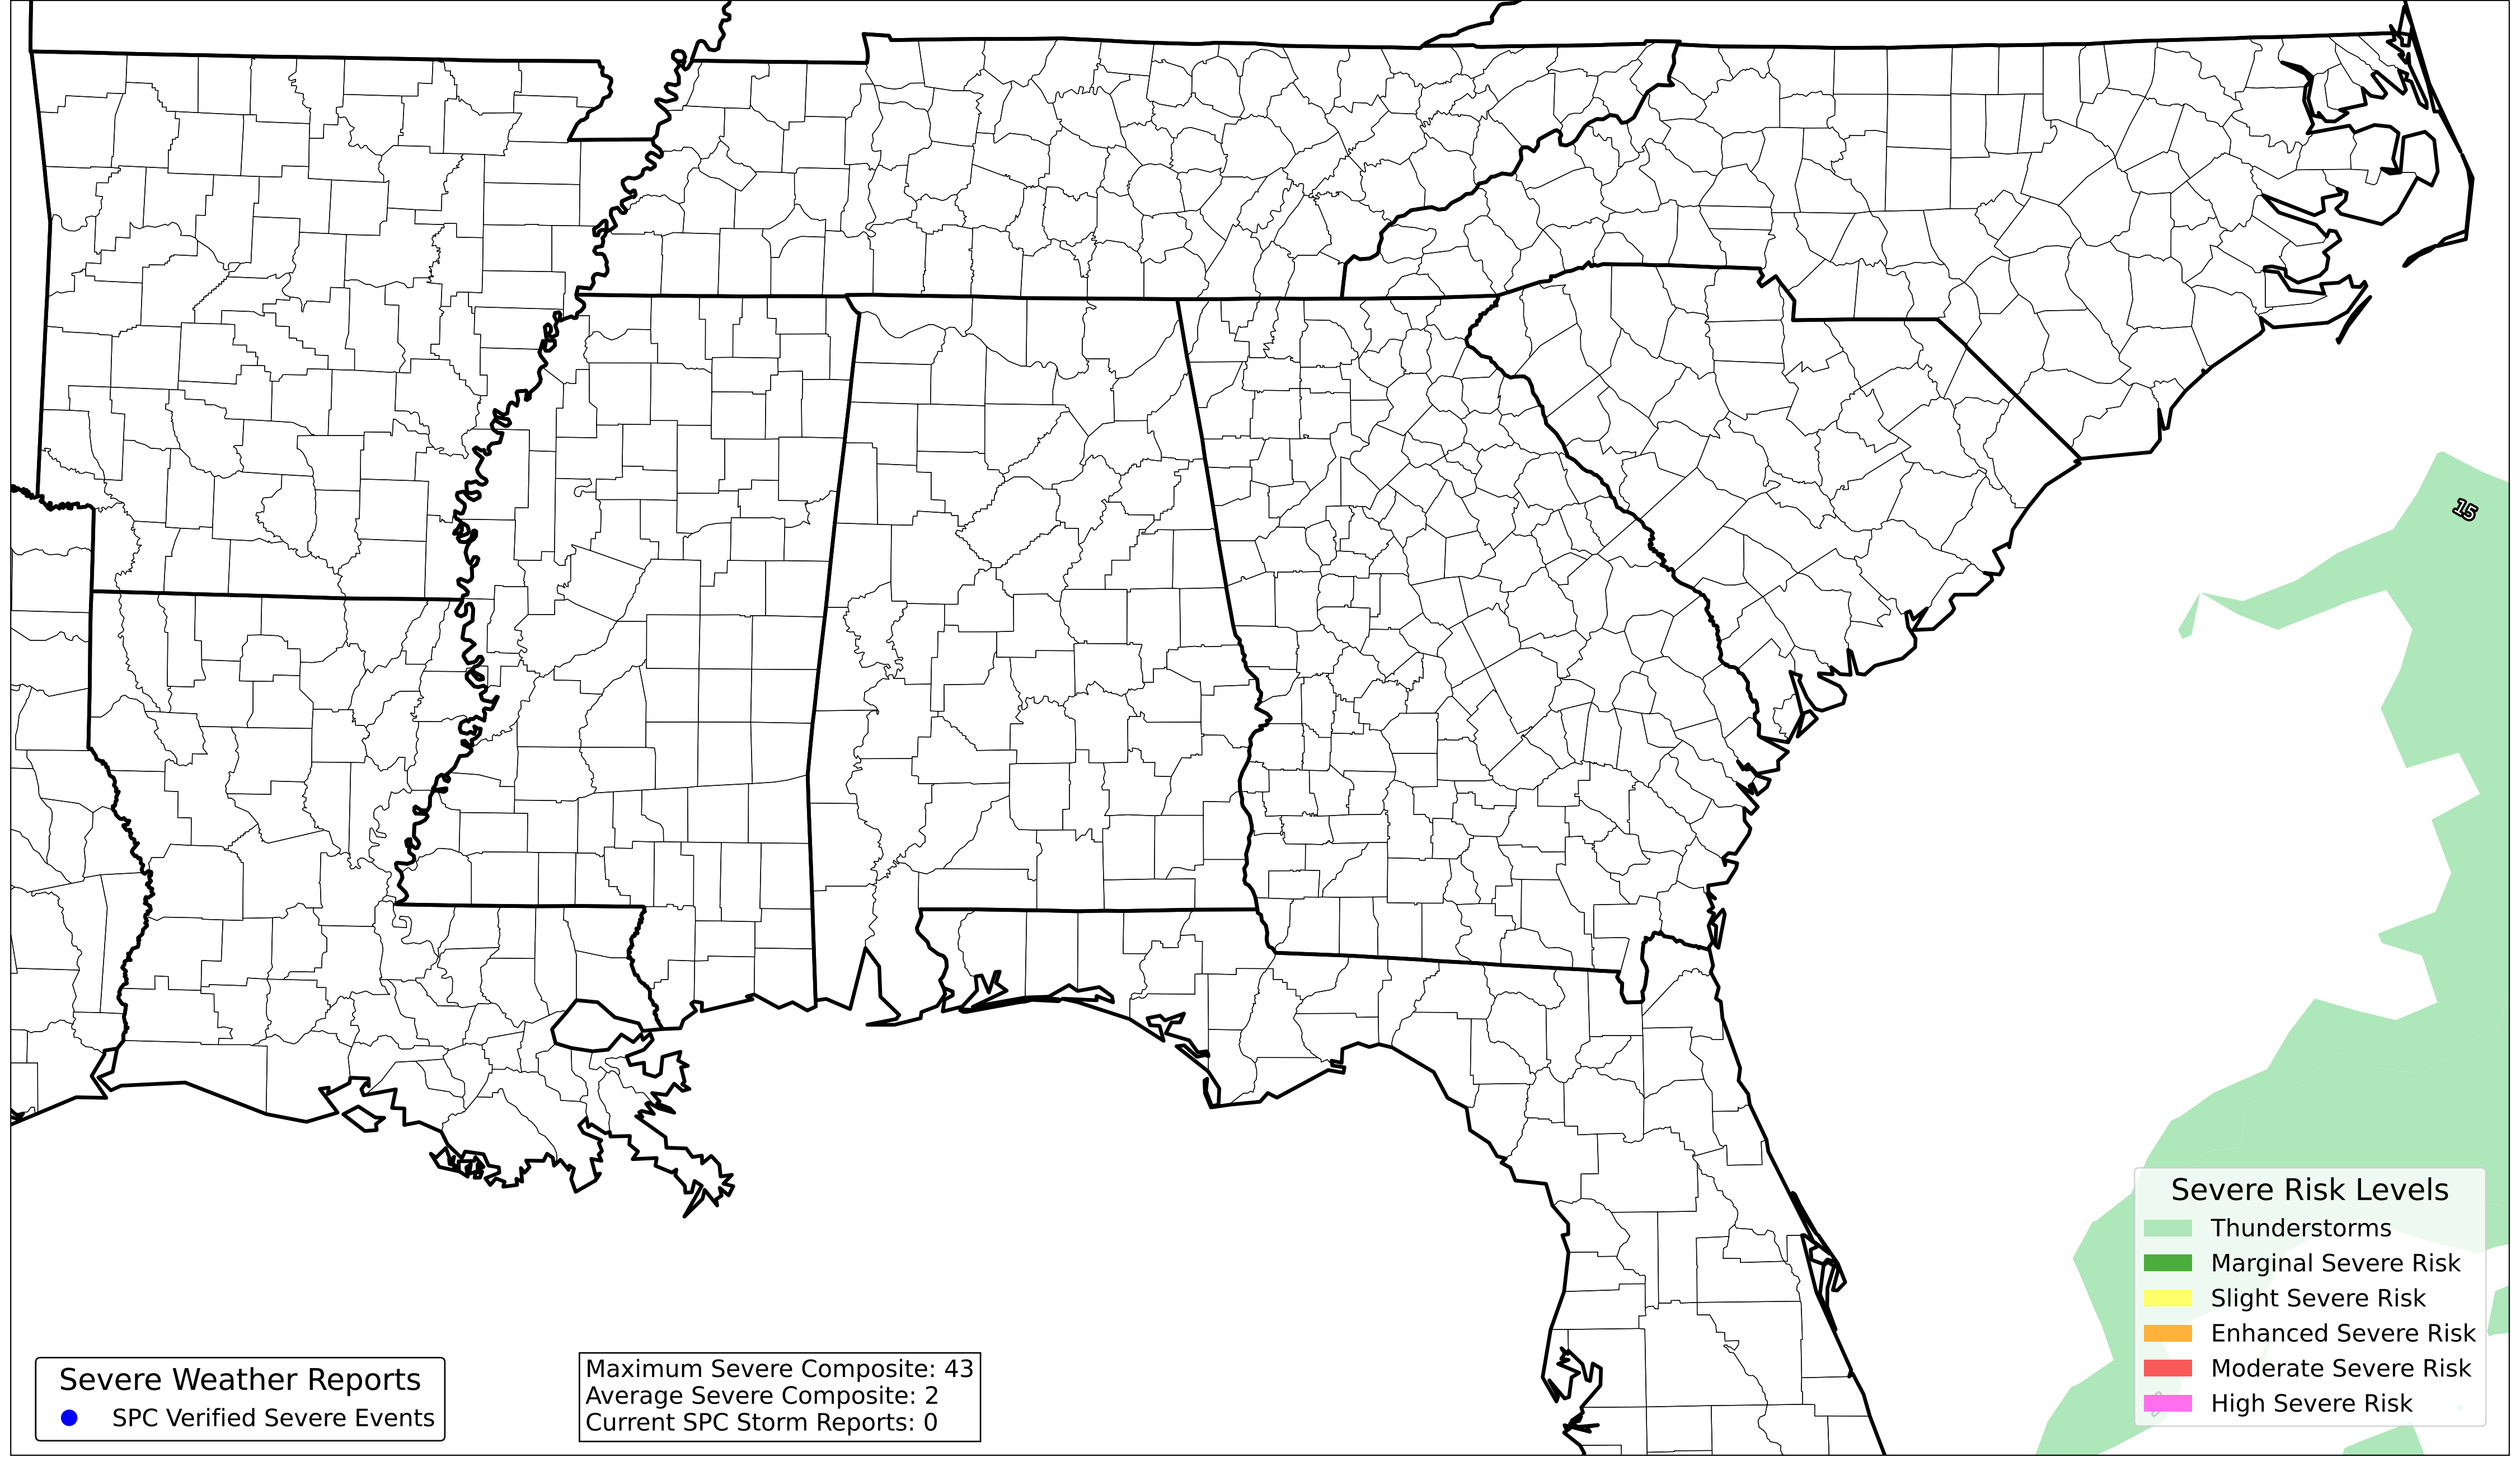 15
Severe Risk Levels
Thunderstorms
Marginal Severe Risk
Slight Severe Risk
Enhanced Severe Risk
Moderate Severe Risk
High Severe Risk
Severe Weather Reports
SPC Verified Severe Events
Maximum Severe Composite: 43
Average Severe Composite: 2
Current SPC Storm Reports: 0